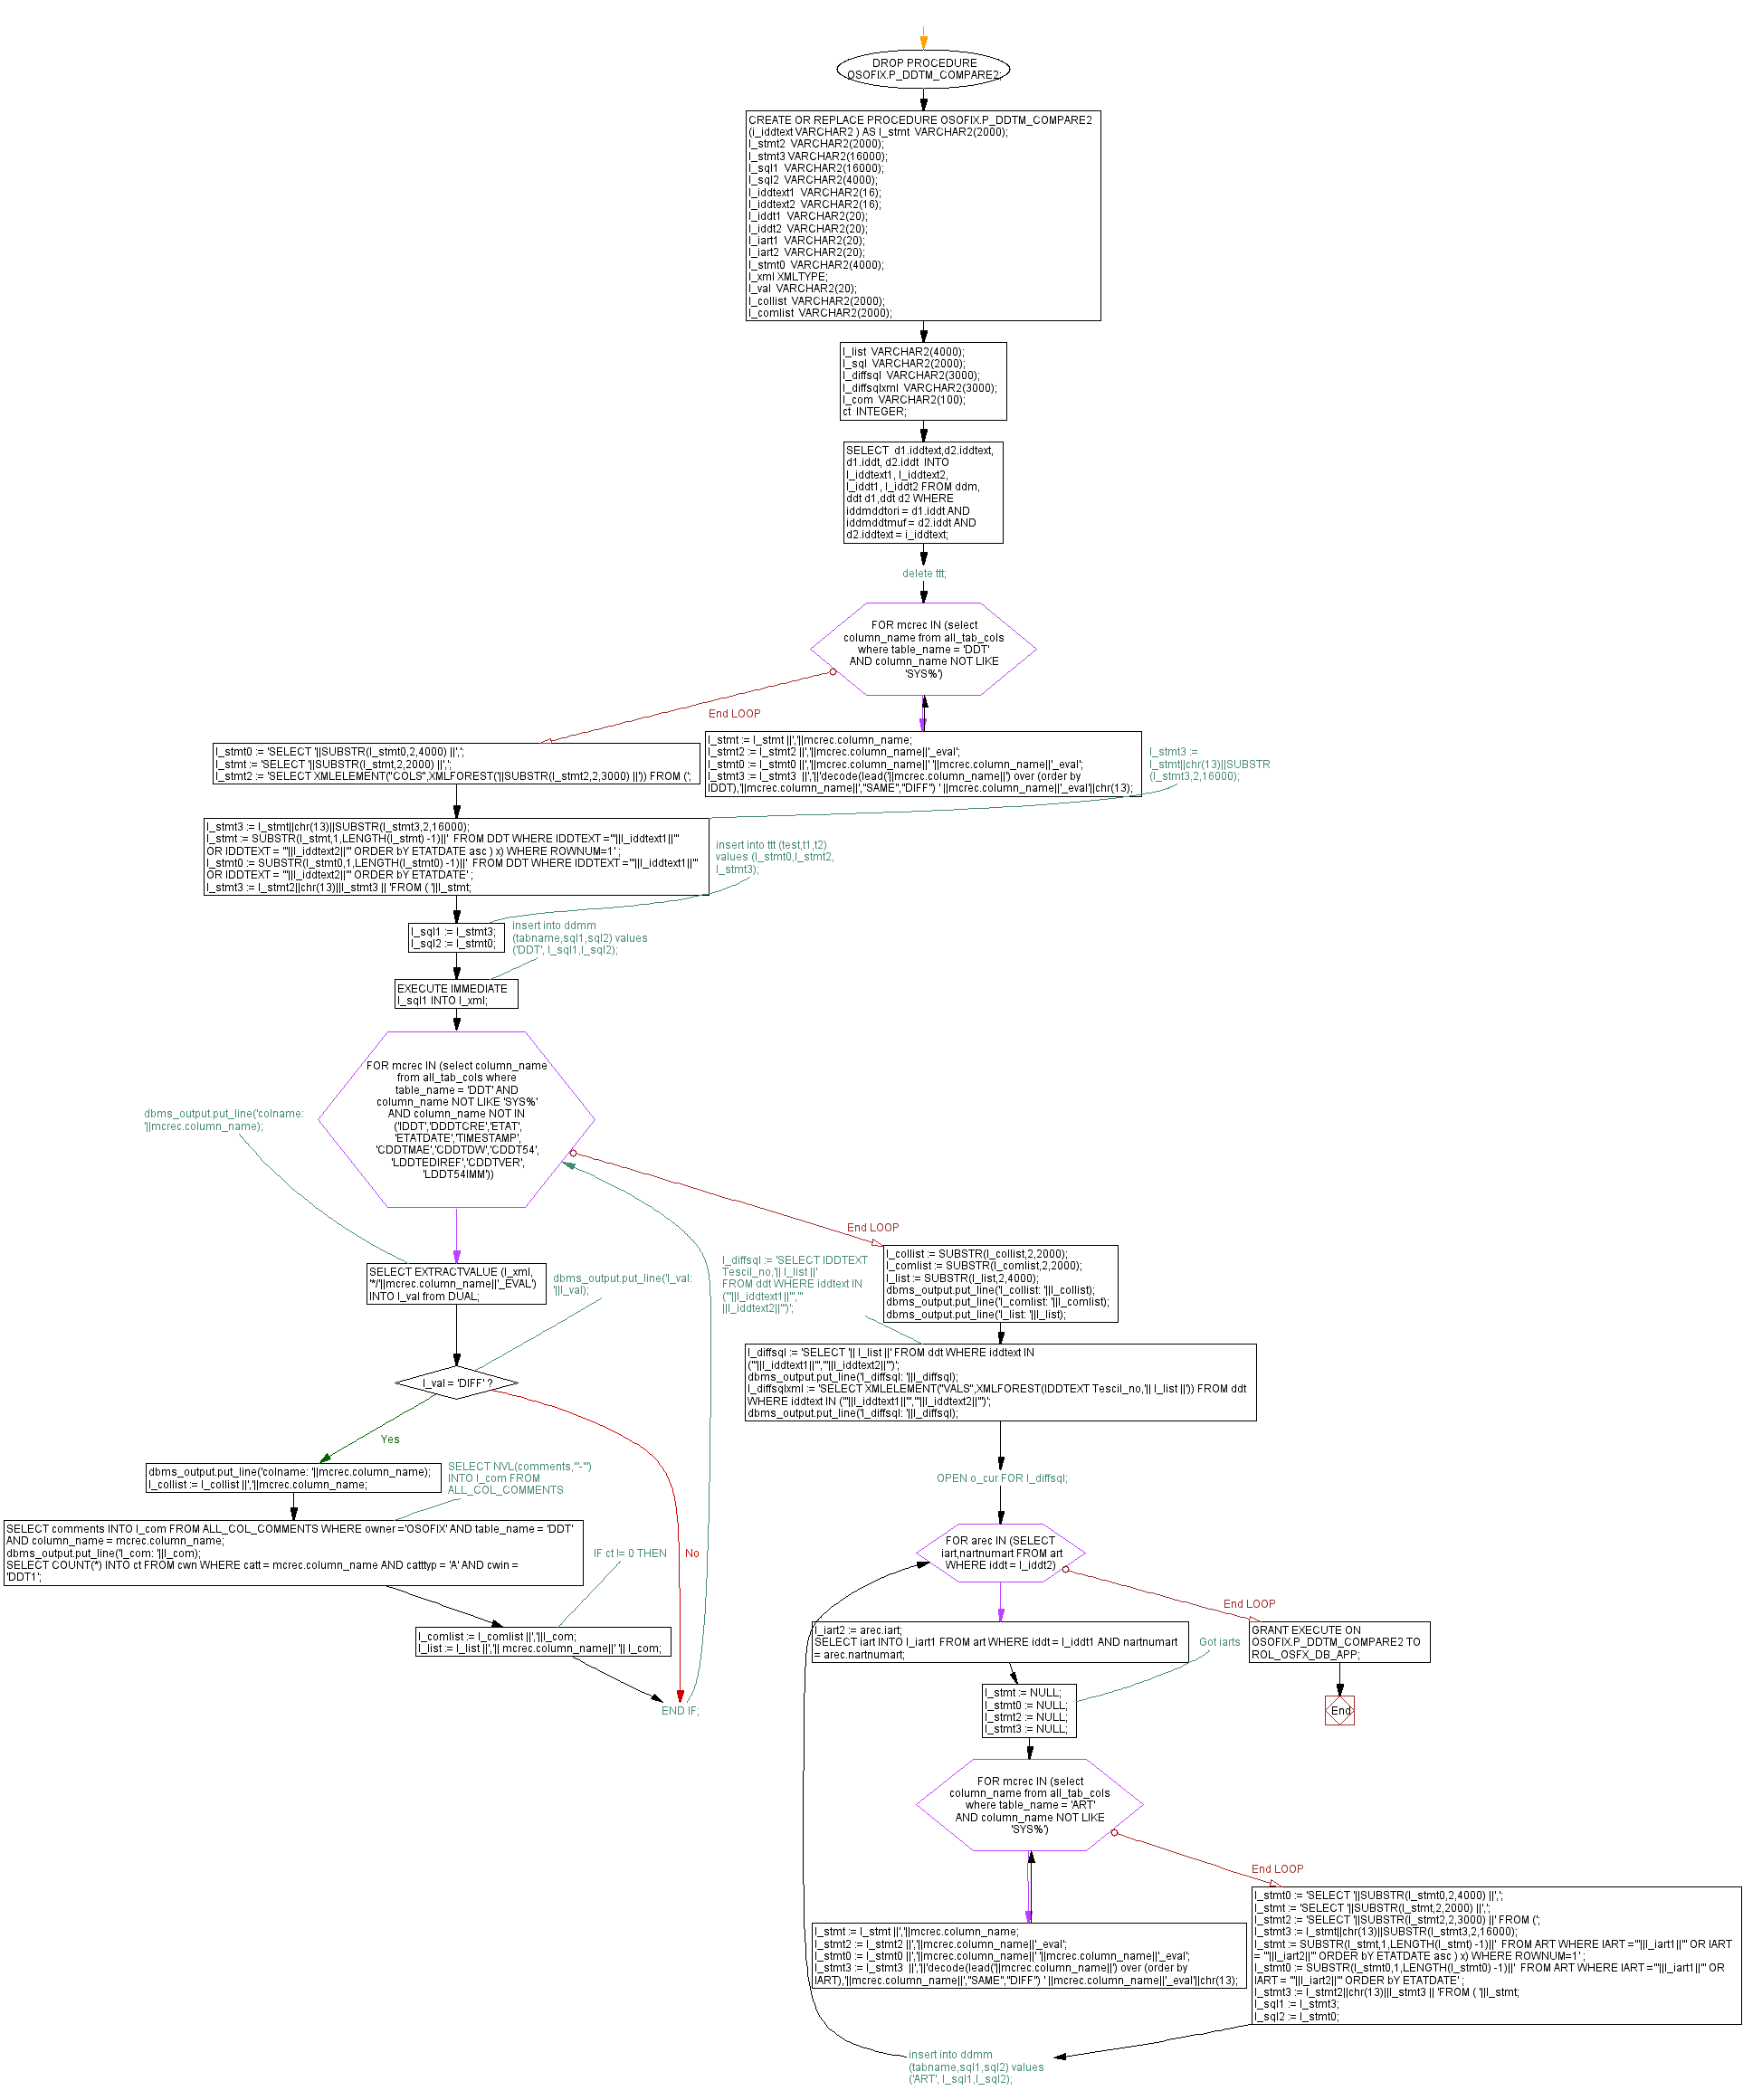 DROP PROCEDURE
OSOFIX.P_DDTM_COMPARE2;
CREATE OR REPLACE PROCEDURE OSOFIX.P_DDTM_COMPARE2
(i_iddtext VARCHAR2 ) AS l_stmt  VARCHAR2(2000);
l_stmt2  VARCHAR2(2000);
l_stmt3 VARCHAR2(16000);
l_sql1  VARCHAR2(16000);
l_sql2  VARCHAR2(4000);
l_iddtext1  VARCHAR2(16);
l_iddtext2  VARCHAR2(16);
l_iddt1  VARCHAR2(20);
l_iddt2  VARCHAR2(20);
l_iart1  VARCHAR2(20);
l_iart2  VARCHAR2(20);
l_stmt0  VARCHAR2(4000);
l_xml XMLTYPE;
l_val  VARCHAR2(20);
l_collist  VARCHAR2(2000);
l_comlist  VARCHAR2(2000);
l_list  VARCHAR2(4000);
l_sql  VARCHAR2(2000);
l_diffsql  VARCHAR2(3000);
l_diffsqlxml  VARCHAR2(3000);
l_com  VARCHAR2(100);
ct  INTEGER;
SELECT  d1.iddtext,d2.iddtext,
d1.iddt, d2.iddt  INTO
l_iddtext1, l_iddtext2,
l_iddt1, l_iddt2 FROM ddm,
ddt d1,ddt d2 WHERE
iddmddtori = d1.iddt AND
iddmddtmuf = d2.iddt AND
d2.iddtext = i_iddtext;
delete ttt;
FOR mcrec IN (select
column_name from all_tab_cols
where table_name = 'DDT'
AND column_name NOT LIKE
'SYS%')
End LOOP
l_stmt := l_stmt ||','||mcrec.column_name;
l_stmt2 := l_stmt2 ||','||mcrec.column_name||'_eval';
l_stmt0 := l_stmt0 ||','||mcrec.column_name||' '||mcrec.column_name||'_eval';
l_stmt3 := l_stmt3  ||','||'decode(lead('||mcrec.column_name||') over (order by
IDDT),'||mcrec.column_name||',"SAME","DIFF") ' ||mcrec.column_name||'_eval'||chr(13);
l_stmt3 :=
l_stmt||chr(13)||SUBSTR
(l_stmt3,2,16000);
l_stmt0 := 'SELECT '||SUBSTR(l_stmt0,2,4000) ||',';
l_stmt := 'SELECT '||SUBSTR(l_stmt,2,2000) ||',';
l_stmt2 := 'SELECT XMLELEMENT("COLS",XMLFOREST('||SUBSTR(l_stmt2,2,3000) ||')) FROM (';
l_stmt3 := l_stmt||chr(13)||SUBSTR(l_stmt3,2,16000);
l_stmt := SUBSTR(l_stmt,1,LENGTH(l_stmt) -1)||'  FROM DDT WHERE IDDTEXT ='"||l_iddtext1||'"
OR IDDTEXT = '"||l_iddtext2||'" ORDER bY ETATDATE asc ) x) WHERE ROWNUM=1' ;
l_stmt0 := SUBSTR(l_stmt0,1,LENGTH(l_stmt0) -1)||'  FROM DDT WHERE IDDTEXT ='"||l_iddtext1||'"
OR IDDTEXT = '"||l_iddtext2||'" ORDER bY ETATDATE' ;
l_stmt3 := l_stmt2||chr(13)||l_stmt3 || 'FROM ( '||l_stmt;
insert into ttt (test,t1,t2)
values (l_stmt0,l_stmt2,
l_stmt3);
l_sql1 := l_stmt3;
l_sql2 := l_stmt0;
insert into ddmm
(tabname,sql1,sql2) values
('DDT', l_sql1,l_sql2);
EXECUTE IMMEDIATE
l_sql1 INTO l_xml;
FOR mcrec IN (select column_name
from all_tab_cols where
table_name = 'DDT' AND
column_name NOT LIKE 'SYS%'
AND column_name NOT IN
('IDDT','DDDTCRE','ETAT',
'ETATDATE','TIMESTAMP',
'CDDTMAE','CDDTDW','CDDT54',
'LDDTEDIREF','CDDTVER',
'LDDT54IMM'))
dbms_output.put_line('colname:
'||mcrec.column_name);
End LOOP
SELECT EXTRACTVALUE (l_xml,
'*/'||mcrec.column_name||'_EVAL')
INTO l_val from DUAL;
dbms_output.put_line('l_val:
'||l_val);
l_diffsql := 'SELECT IDDTEXT
Tescil_no,'|| l_list ||'
FROM ddt WHERE iddtext IN
('"||l_iddtext1||'","'
||l_iddtext2||'")';
l_collist := SUBSTR(l_collist,2,2000);
l_comlist := SUBSTR(l_comlist,2,2000);
l_list := SUBSTR(l_list,2,4000);
dbms_output.put_line('l_collist: '||l_collist);
dbms_output.put_line('l_comlist: '||l_comlist);
dbms_output.put_line('l_list: '||l_list);
l_val = 'DIFF' ?
l_diffsql := 'SELECT '|| l_list ||' FROM ddt WHERE iddtext IN
('"||l_iddtext1||'","'||l_iddtext2||'")';
dbms_output.put_line('l_diffsql: '||l_diffsql);
l_diffsqlxml := 'SELECT XMLELEMENT("VALS",XMLFOREST(IDDTEXT Tescil_no,'|| l_list ||')) FROM ddt
WHERE iddtext IN ('"||l_iddtext1||'","'||l_iddtext2||'")';
dbms_output.put_line('l_diffsql: '||l_diffsql);
Yes
dbms_output.put_line('colname: '||mcrec.column_name);
l_collist := l_collist ||','||mcrec.column_name;
SELECT NVL(comments,'"-"')
INTO l_com FROM
ALL_COL_COMMENTS
SELECT comments INTO l_com FROM ALL_COL_COMMENTS WHERE owner ='OSOFIX' AND table_name = 'DDT'
AND column_name = mcrec.column_name;
dbms_output.put_line('l_com: '||l_com);
SELECT COUNT(*) INTO ct FROM cwn WHERE catt = mcrec.column_name AND catttyp = 'A' AND cwin =
'DDT1';
IF ct != 0 THEN
No
l_comlist := l_comlist ||','||l_com;
l_list := l_list ||','|| mcrec.column_name||' '|| l_com;
END IF;
OPEN o_cur FOR l_diffsql;
FOR arec IN (SELECT
iart,nartnumart FROM art
WHERE iddt = l_iddt2)
End LOOP
l_iart2 := arec.iart;
SELECT iart INTO l_iart1 FROM art WHERE iddt = l_iddt1 AND nartnumart
= arec.nartnumart;
Got iarts
GRANT EXECUTE ON
OSOFIX.P_DDTM_COMPARE2 TO
ROL_OSFX_DB_APP;
End
l_stmt := NULL;
l_stmt0 := NULL;
l_stmt2 := NULL;
l_stmt3 := NULL;
FOR mcrec IN (select
column_name from all_tab_cols
where table_name = 'ART'
AND column_name NOT LIKE
'SYS%')
End LOOP
l_stmt := l_stmt ||','||mcrec.column_name;
l_stmt2 := l_stmt2 ||','||mcrec.column_name||'_eval';
l_stmt0 := l_stmt0 ||','||mcrec.column_name||' '||mcrec.column_name||'_eval';
l_stmt3 := l_stmt3  ||','||'decode(lead('||mcrec.column_name||') over (order by
IART),'||mcrec.column_name||',"SAME","DIFF") ' ||mcrec.column_name||'_eval'||chr(13);
l_stmt0 := 'SELECT '||SUBSTR(l_stmt0,2,4000) ||',';
l_stmt := 'SELECT '||SUBSTR(l_stmt,2,2000) ||',';
l_stmt2 := 'SELECT '||SUBSTR(l_stmt2,2,3000) ||' FROM (';
l_stmt3 := l_stmt||chr(13)||SUBSTR(l_stmt3,2,16000);
l_stmt := SUBSTR(l_stmt,1,LENGTH(l_stmt) -1)||'  FROM ART WHERE IART ='"||l_iart1||'" OR IART
= '"||l_iart2||'" ORDER bY ETATDATE asc ) x) WHERE ROWNUM=1' ;
l_stmt0 := SUBSTR(l_stmt0,1,LENGTH(l_stmt0) -1)||'  FROM ART WHERE IART ='"||l_iart1||'" OR
IART = '"||l_iart2||'" ORDER bY ETATDATE' ;
l_stmt3 := l_stmt2||chr(13)||l_stmt3 || 'FROM ( '||l_stmt;
l_sql1 := l_stmt3;
l_sql2 := l_stmt0;
insert into ddmm
(tabname,sql1,sql2) values
('ART', l_sql1,l_sql2);